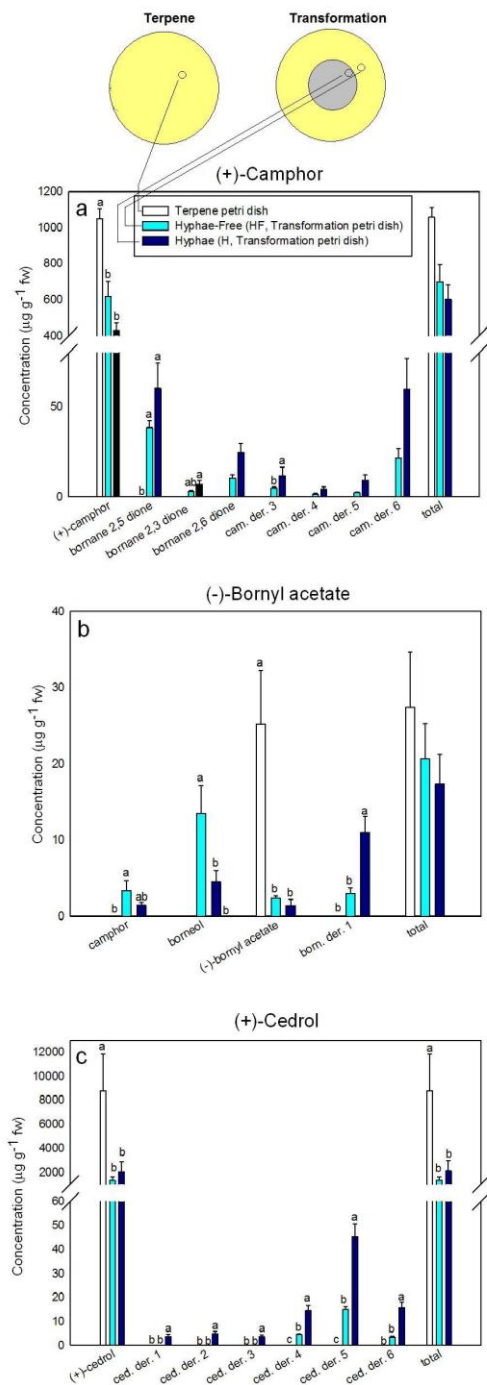 Terpene Transformation
(+)-Camphor
a
Terpene petri dish
Hyphae-Free (HF, Transformation petri dish)
Hyphae (H, Transformation petri dish)
Concentration (µg g-1 fw)
1200
1000
800
600
400
50
0
a b b
b a a
ab a
b a
(+)-camphor
bornane 2,5 dione
bornane 2,3 dione
bornane 2,6 dione
cam. der. 3
cam. der. 4
cam. der. 5
cam. der. 6
total
(-)-Bornyl acetate
b
Concentration (µg g-1 fw)
40
30
20
10
0
b a ab
a b b
a b b
b b a
camphor
borneol
(-)-bornyl acetate
born. der. 1
total
(+)-Cedrol
c
Concentration (µg g-1 fw)
12000
10000
8000
6000
4000
2000
60
50
40
30
20
10
0
a b b
b b a
b b a
b b a
c b a
c b a
b b a
a b b
(+)-cedrol
ced. der. 1
ced. der. 2
ced. der. 3
ced. der. 4
ced. der. 5
ced. der. 6
total